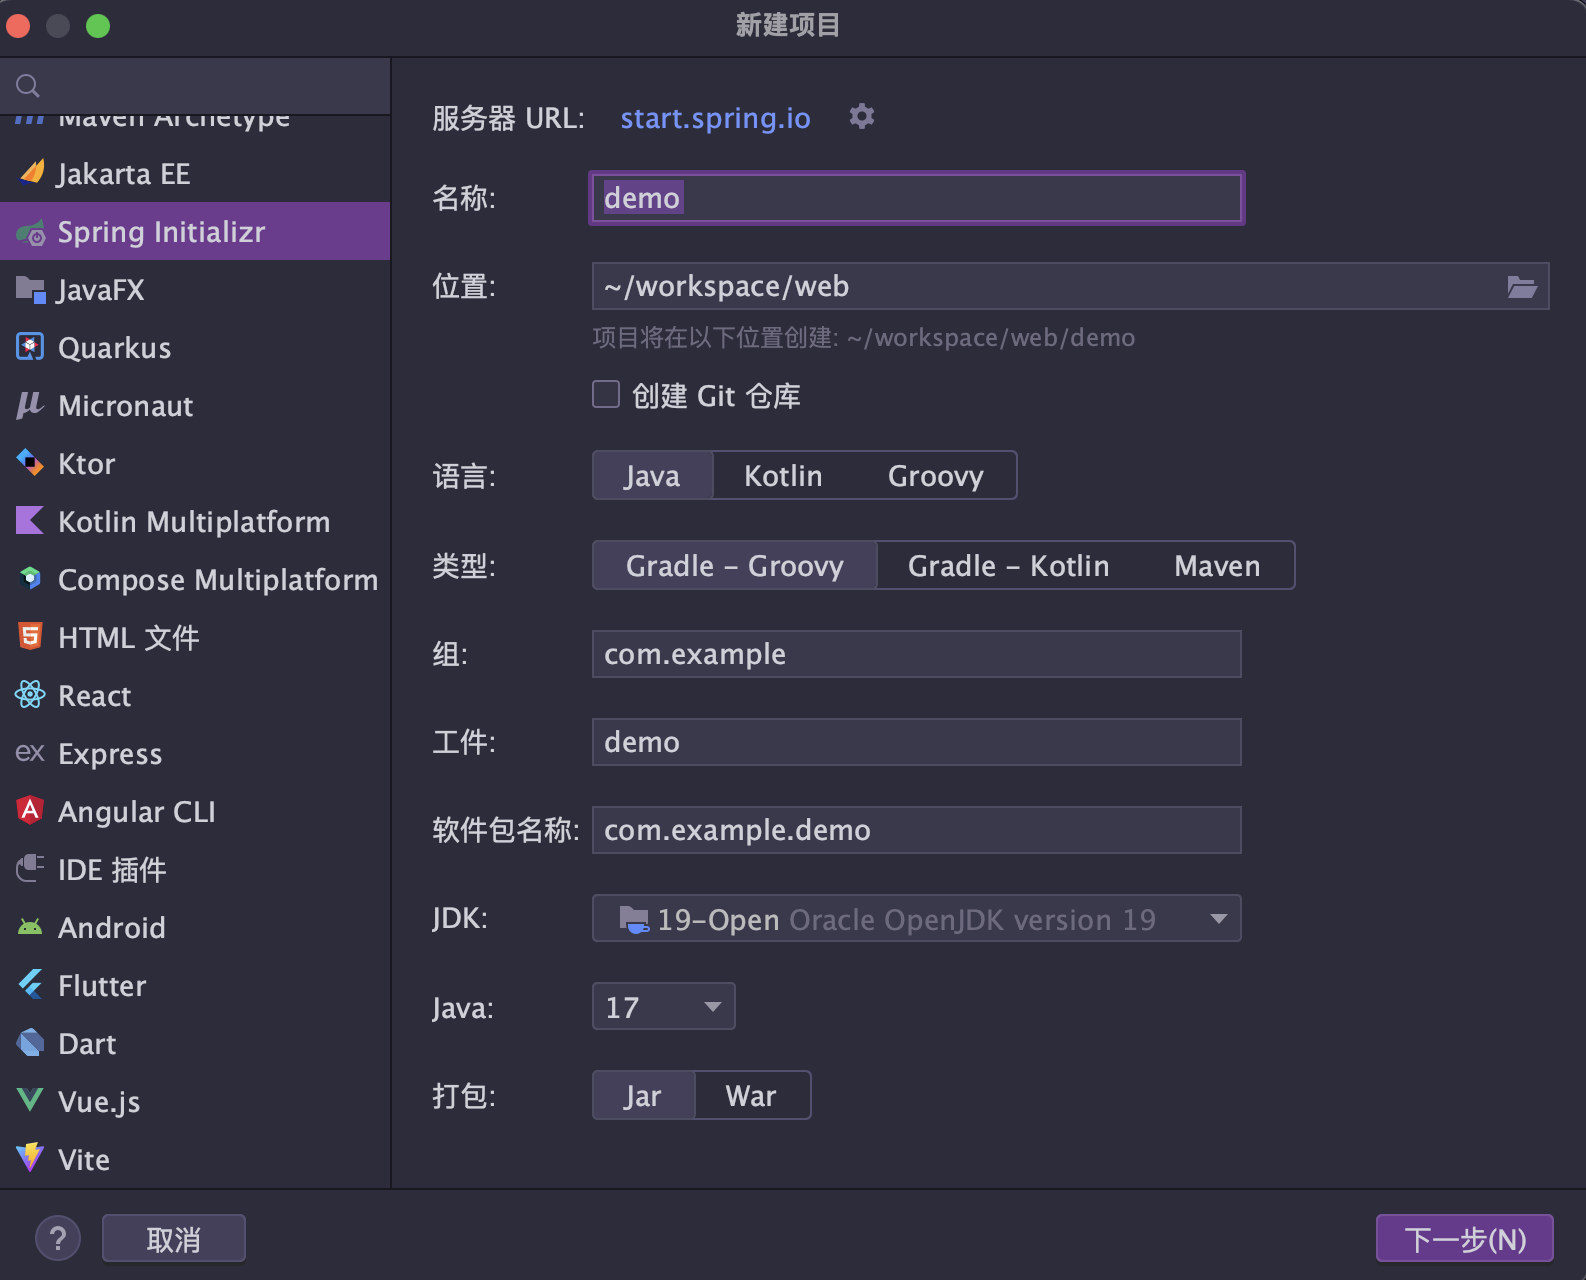 新建项目
Maven Archetype
Jakarta EE
Spring Initializr
JavaFX
Quarkus
Micronaut
Ktor
Kotlin Multiplatform
Compose Multiplatform
HTML 文件
React
ex Express
Angular CLI
IDE 插件
Android
Flutter
Dart
Vue.js
Vite
服务器 URL: start.spring.io
名称: demo
位置: ~/workspace/web
项目将在以下位置创建: ~/workspace/web/demo
创建 Git 仓库
语言: Java Kotlin Groovy
类型: Gradle – Groovy Gradle – Kotlin Maven
组: com.example
工件: demo
软件包名称: com.example.demo
JDK: 19-Open Oracle OpenJDK version 19
Java: 17
打包: Jar War
? 取消 下一步(N)